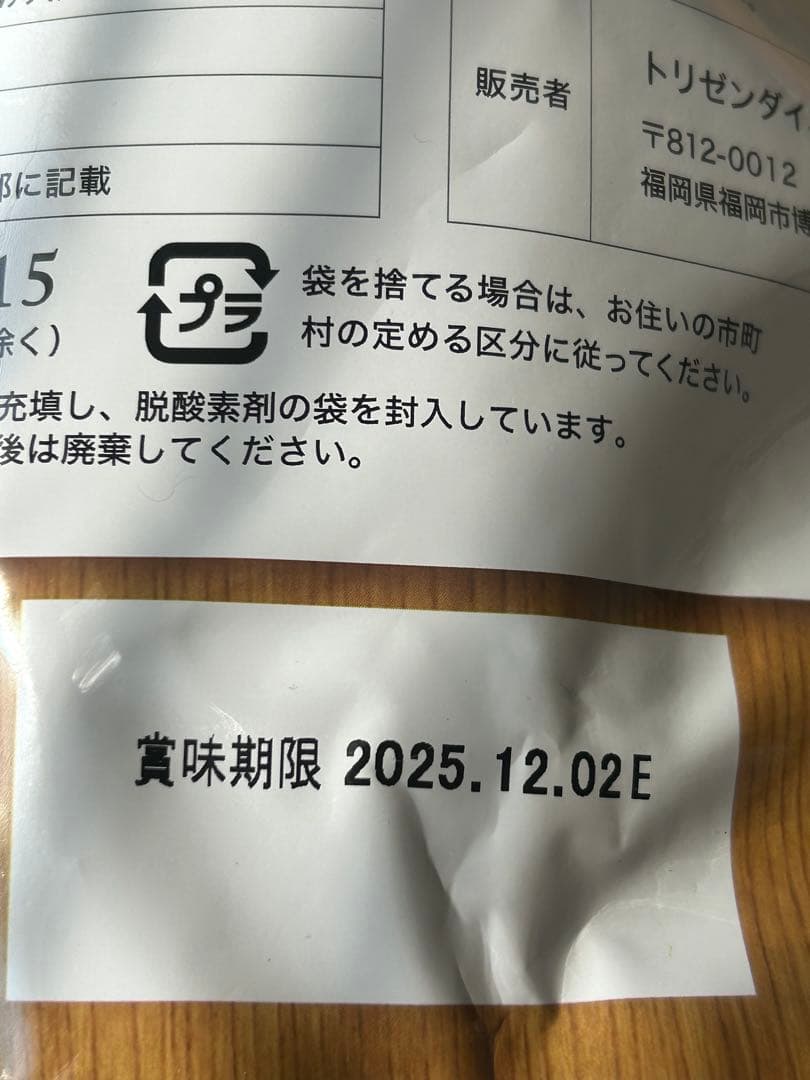 販売者
トリゼンダイ
〒812-0012
福岡県福岡市博
部に記載
15
除く）
プラ
袋を捨てる場合は、お住いの市町
村の定める区分に従ってください。
充填し、脱酸素剤の袋を封入しています。
後は廃棄してください。
賞味期限 2025.12.02E